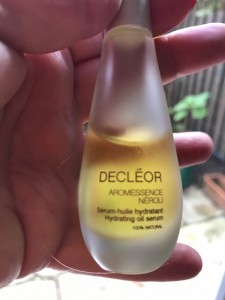 DECLÉOR
AROMESSENCE
NÉROLI
Sérum-huile hydratant
Hydrating oil serum
100% NATURAL